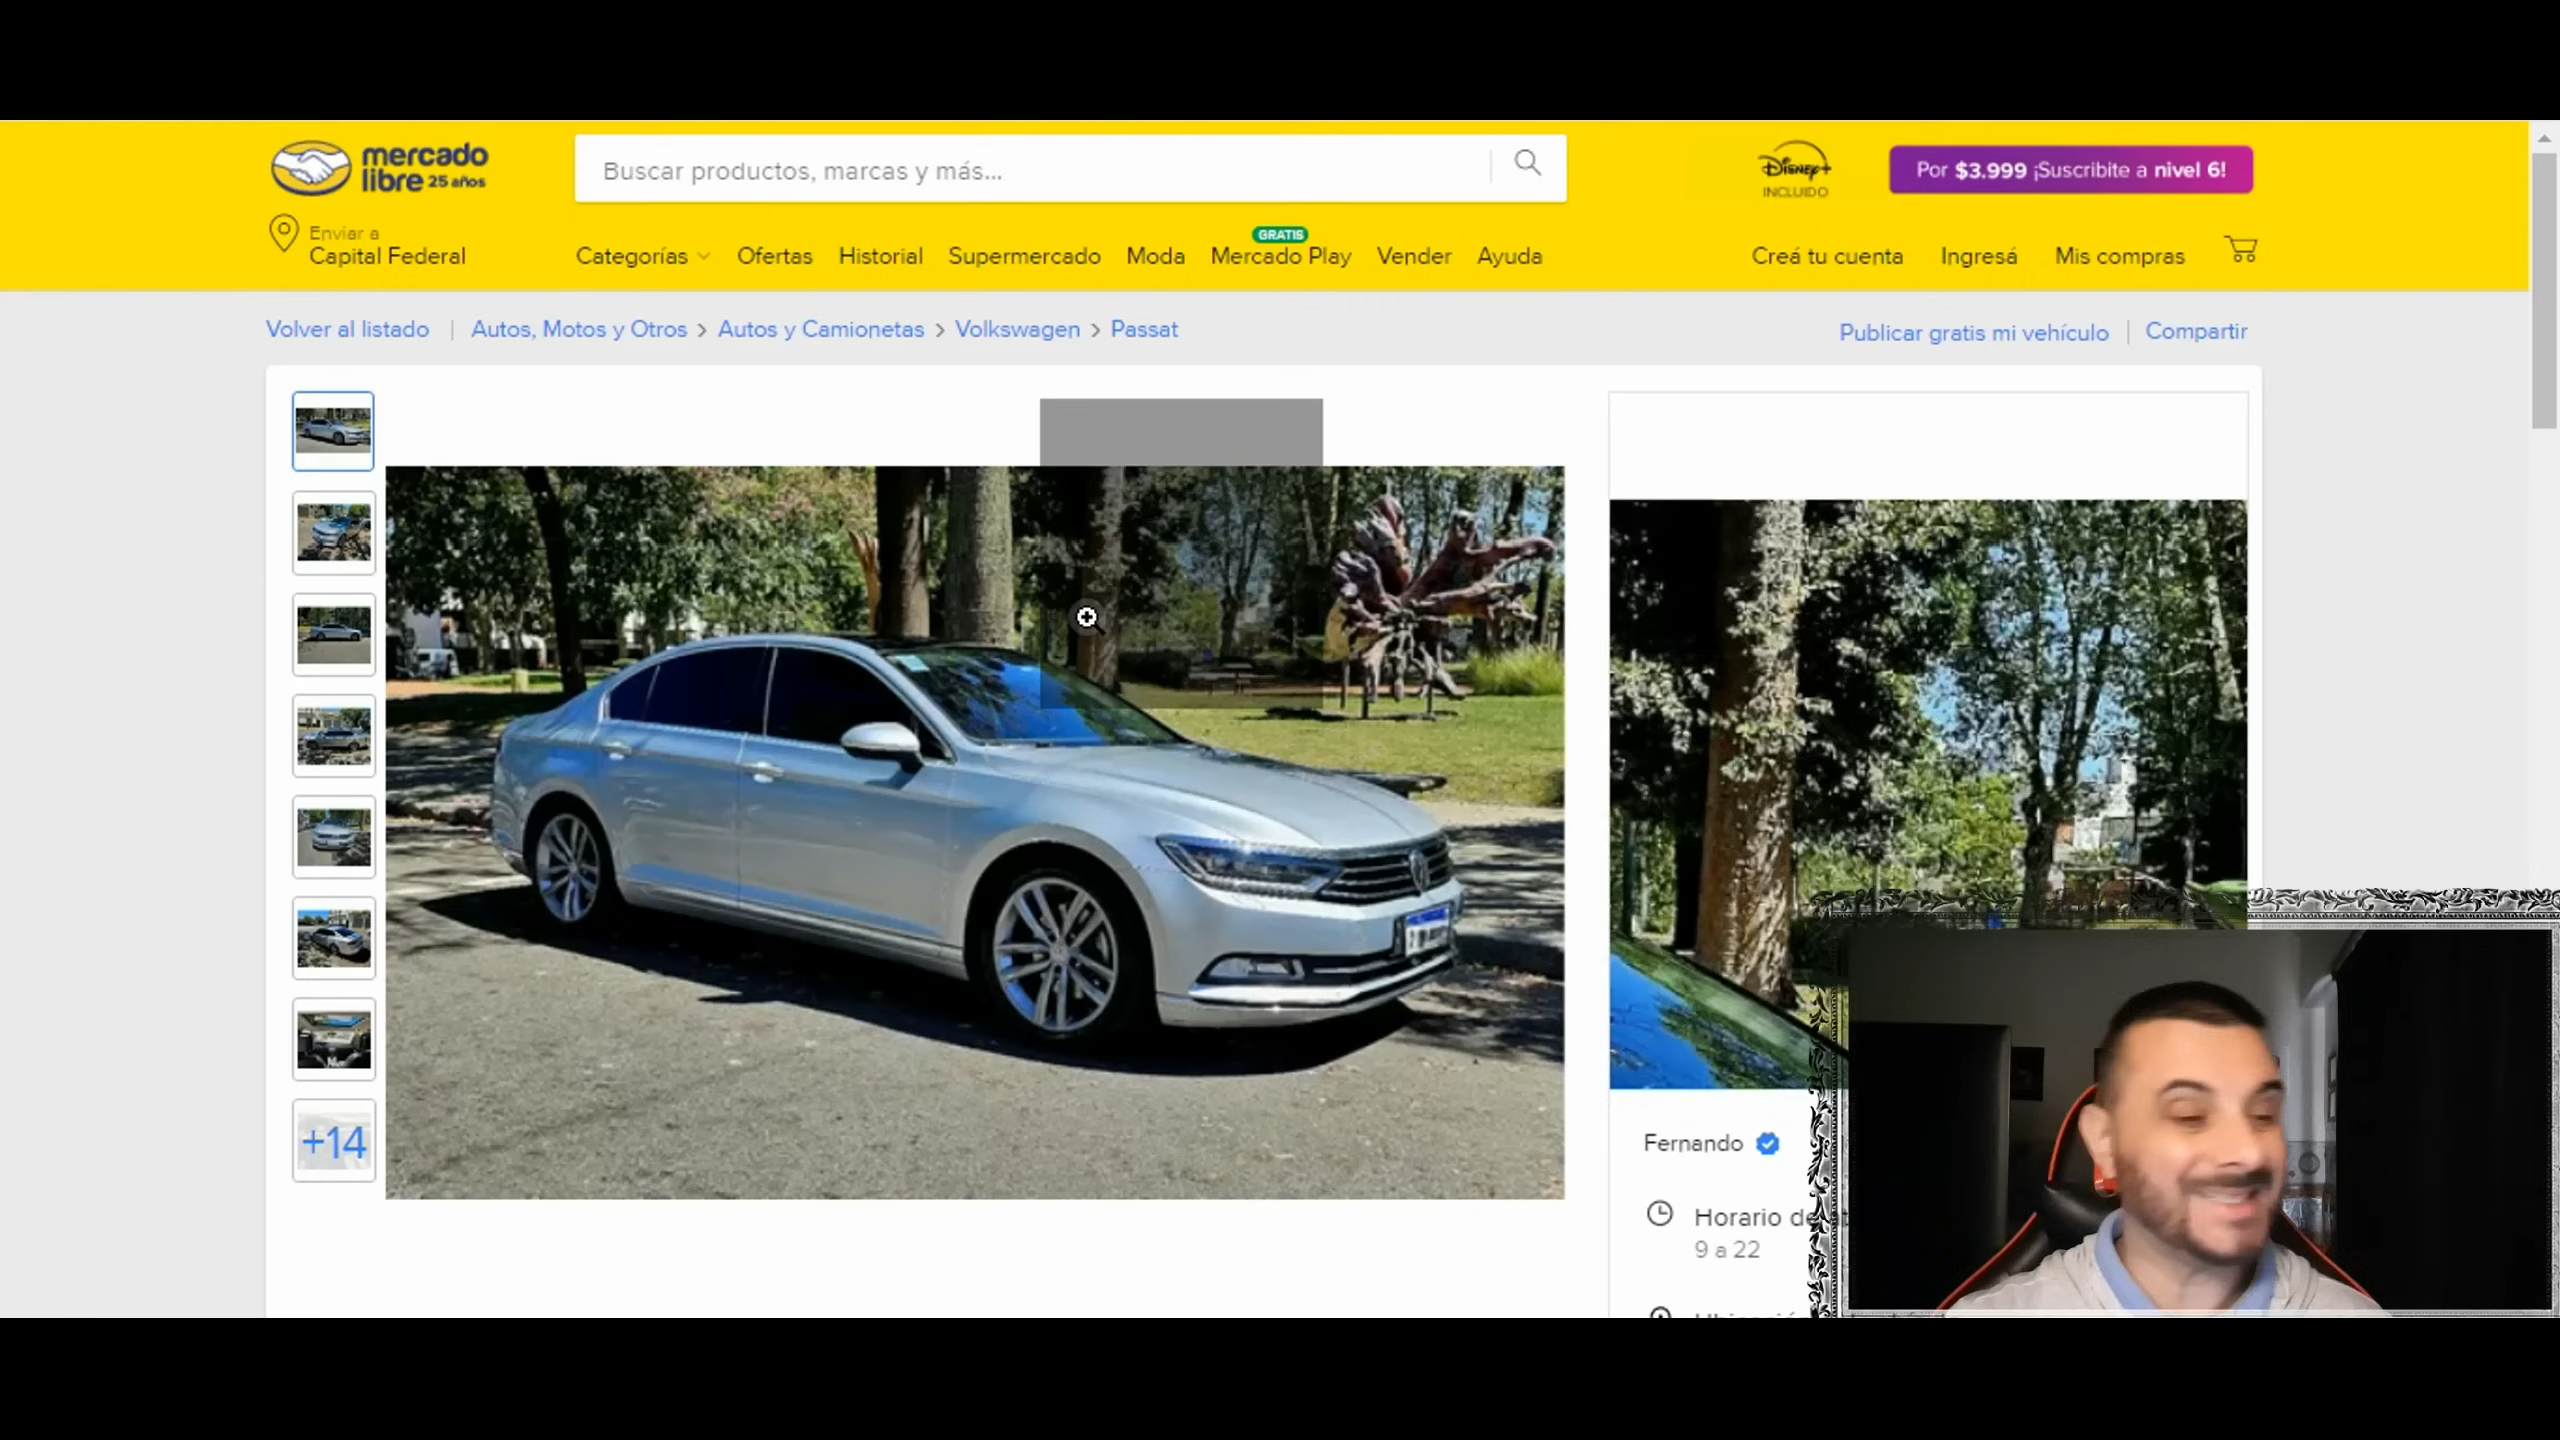 mercado
libre 25 años
Buscar productos, marcas y más...
Disney+
INCLUIDO
Por $3.999 ¡Suscribite a nivel 6!
Enviar a
Capital Federal
Categorías
Ofertas
Historial
Supermercado
Moda
GRATIS
Mercado Play
Vender
Ayuda
Creá tu cuenta
Ingresá
Mis compras
Volver al listado | Autos, Motos y Otros > Autos y Camionetas > Volkswagen > Passat
Publicar gratis mi vehículo | Compartir
+14
Fernando
Horario de
9 a 22